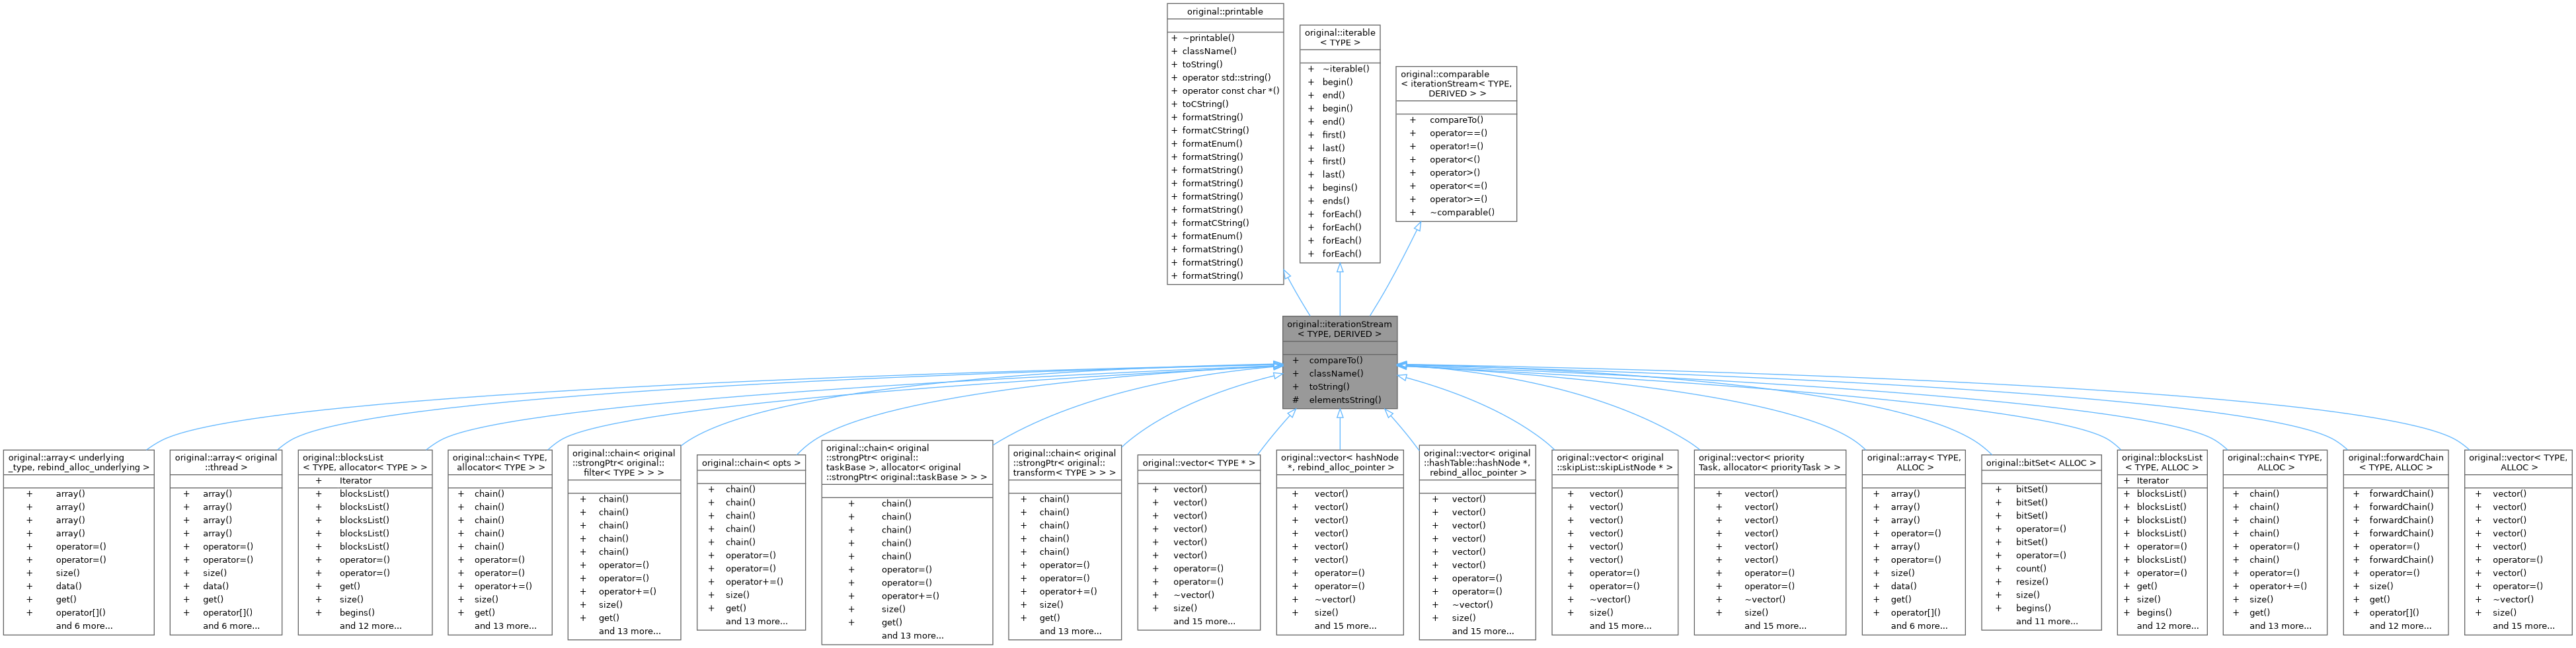 original::printable
+ ~printable()
+ className()
+ toString()
+ operator std::string()
+ operator const char *()
+ toCString()
+ formatString()
+ formatCString()
+ formatEnum()
+ formatString()
+ formatString()
+ formatString()
+ formatString()
+ formatString()
+ formatCString()
+ formatEnum()
+ formatString()
+ formatString()
+ formatString()
original::iterable
< TYPE >
+ ~iterable()
+ begin()
+ end()
+ begin()
+ end()
+ first()
+ last()
+ first()
+ last()
+ begins()
+ ends()
+ forEach()
+ forEach()
+ forEach()
+ forEach()
original::comparable
< iterationStream< TYPE,
DERIVED > >
+ compareTo()
+ operator==()
+ operator!=()
+ operator<()
+ operator>()
+ operator<=()
+ operator>=()
+ ~comparable()
original::iterationStream
< TYPE, DERIVED >
+ compareTo()
+ className()
+ toString()
# elementsString()
original::array< underlying
_type, rebind_alloc_underlying >
+ array()
+ array()
+ array()
+ array()
+ operator=()
+ operator=()
+ size()
+ data()
+ get()
+ operator[]()
and 6 more...
original::array< original
::thread >
+ array()
+ array()
+ array()
+ array()
+ operator=()
+ operator=()
+ size()
+ data()
+ get()
+ operator[]()
and 6 more...
original::blocksList
< TYPE, allocator< TYPE > >
+ Iterator
+ blocksList()
+ blocksList()
+ blocksList()
+ blocksList()
+ blocksList()
+ operator=()
+ operator=()
+ get()
+ size()
+ begins()
and 12 more...
original::chain< TYPE,
allocator< TYPE > >
+ chain()
+ chain()
+ chain()
+ chain()
+ chain()
+ operator=()
+ operator=()
+ operator+=()
+ size()
+ get()
and 13 more...
original::chain< original
::strongPtr< original::
filter< TYPE > > >
+ chain()
+ chain()
+ chain()
+ chain()
+ chain()
+ operator=()
+ operator=()
+ operator+=()
+ size()
+ get()
and 13 more...
original::chain< opts >
+ chain()
+ chain()
+ chain()
+ chain()
+ chain()
+ operator=()
+ operator=()
+ operator+=()
+ size()
+ get()
and 13 more...
original::chain< original
::strongPtr< original::
taskBase >, allocator< original
::strongPtr< original::taskBase > > >
+ chain()
+ chain()
+ chain()
+ chain()
+ chain()
+ operator=()
+ operator=()
+ operator+=()
+ size()
+ get()
and 13 more...
original::chain< original
::strongPtr< original::
transform< TYPE > > >
+ chain()
+ chain()
+ chain()
+ chain()
+ chain()
+ operator=()
+ operator=()
+ operator+=()
+ size()
+ get()
and 13 more...
original::vector< TYPE * >
+ vector()
+ vector()
+ vector()
+ vector()
+ vector()
+ vector()
+ operator=()
+ operator=()
+ ~vector()
+ size()
and 15 more...
original::vector< hashNode
*, rebind_alloc_pointer >
+ vector()
+ vector()
+ vector()
+ vector()
+ vector()
+ vector()
+ operator=()
+ operator=()
+ ~vector()
+ size()
and 15 more...
original::vector< original
::hashTable::hashNode *,
rebind_alloc_pointer >
+ vector()
+ vector()
+ vector()
+ vector()
+ vector()
+ vector()
+ operator=()
+ operator=()
+ ~vector()
+ size()
and 15 more...
original::vector< original
::skipList::skipListNode * >
+ vector()
+ vector()
+ vector()
+ vector()
+ vector()
+ vector()
+ operator=()
+ operator=()
+ ~vector()
+ size()
and 15 more...
original::vector< priority
Task, allocator< priorityTask > >
+ vector()
+ vector()
+ vector()
+ vector()
+ vector()
+ vector()
+ operator=()
+ operator=()
+ ~vector()
+ size()
and 15 more...
original::array< TYPE,
ALLOC >
+ array()
+ array()
+ array()
+ operator=()
+ array()
+ operator=()
+ size()
+ data()
+ get()
+ operator[]()
and 6 more...
original::bitSet< ALLOC >
+ bitSet()
+ bitSet()
+ bitSet()
+ operator=()
+ bitSet()
+ operator=()
+ count()
+ resize()
+ size()
+ begins()
and 11 more...
original::blocksList
< TYPE, ALLOC >
+ Iterator
+ blocksList()
+ blocksList()
+ blocksList()
+ blocksList()
+ operator=()
+ blocksList()
+ operator=()
+ get()
+ size()
+ begins()
and 12 more...
original::chain< TYPE,
ALLOC >
+ chain()
+ chain()
+ chain()
+ chain()
+ operator=()
+ chain()
+ operator=()
+ operator+=()
+ size()
+ get()
and 13 more...
original::forwardChain
< TYPE, ALLOC >
+ forwardChain()
+ forwardChain()
+ forwardChain()
+ forwardChain()
+ operator=()
+ forwardChain()
+ operator=()
+ size()
+ get()
+ operator[]()
and 12 more...
original::vector< TYPE,
ALLOC >
+ vector()
+ vector()
+ vector()
+ vector()
+ vector()
+ operator=()
+ vector()
+ operator=()
+ ~vector()
+ size()
and 15 more...